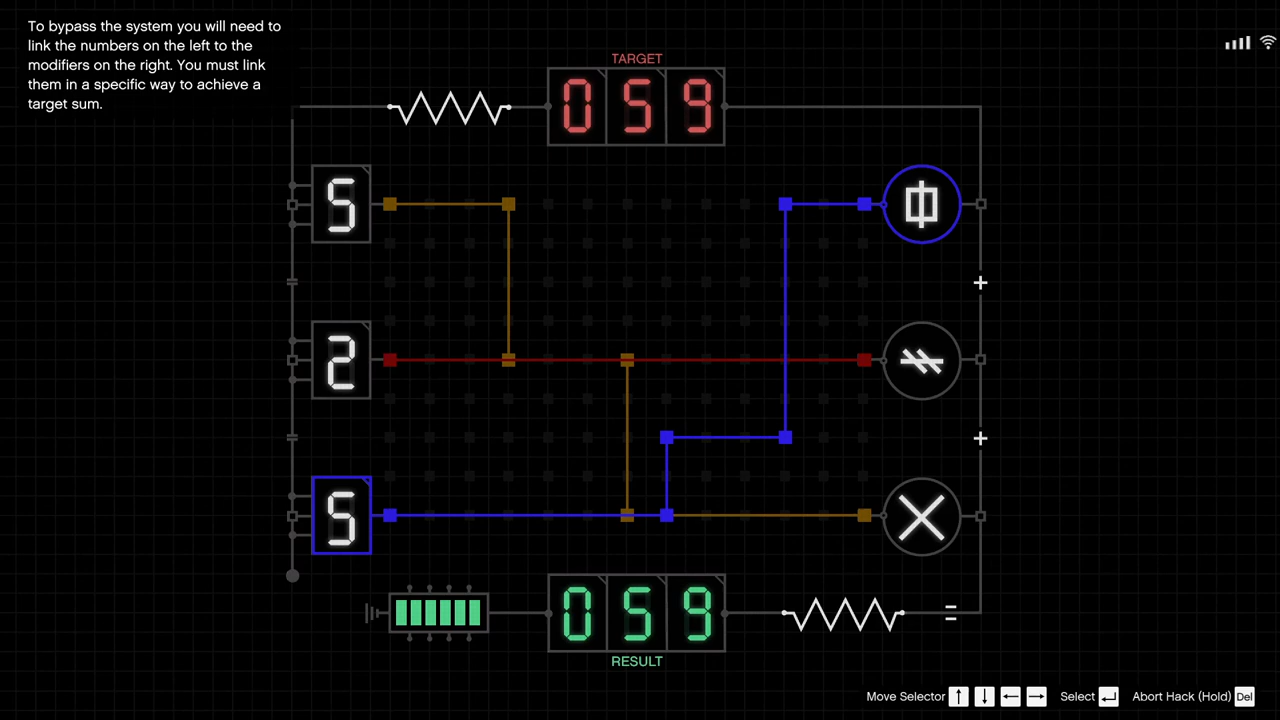 To bypass the system you will need to
link the numbers on the left to the
modifiers on the right. You must link
them in a specific way to achieve a
target sum.
TARGET
059
5
2
+
+
5
059
=
RESULT
Move Selector ↑ ↓ ← → Select ↵ Abort Hack (Hold) Del